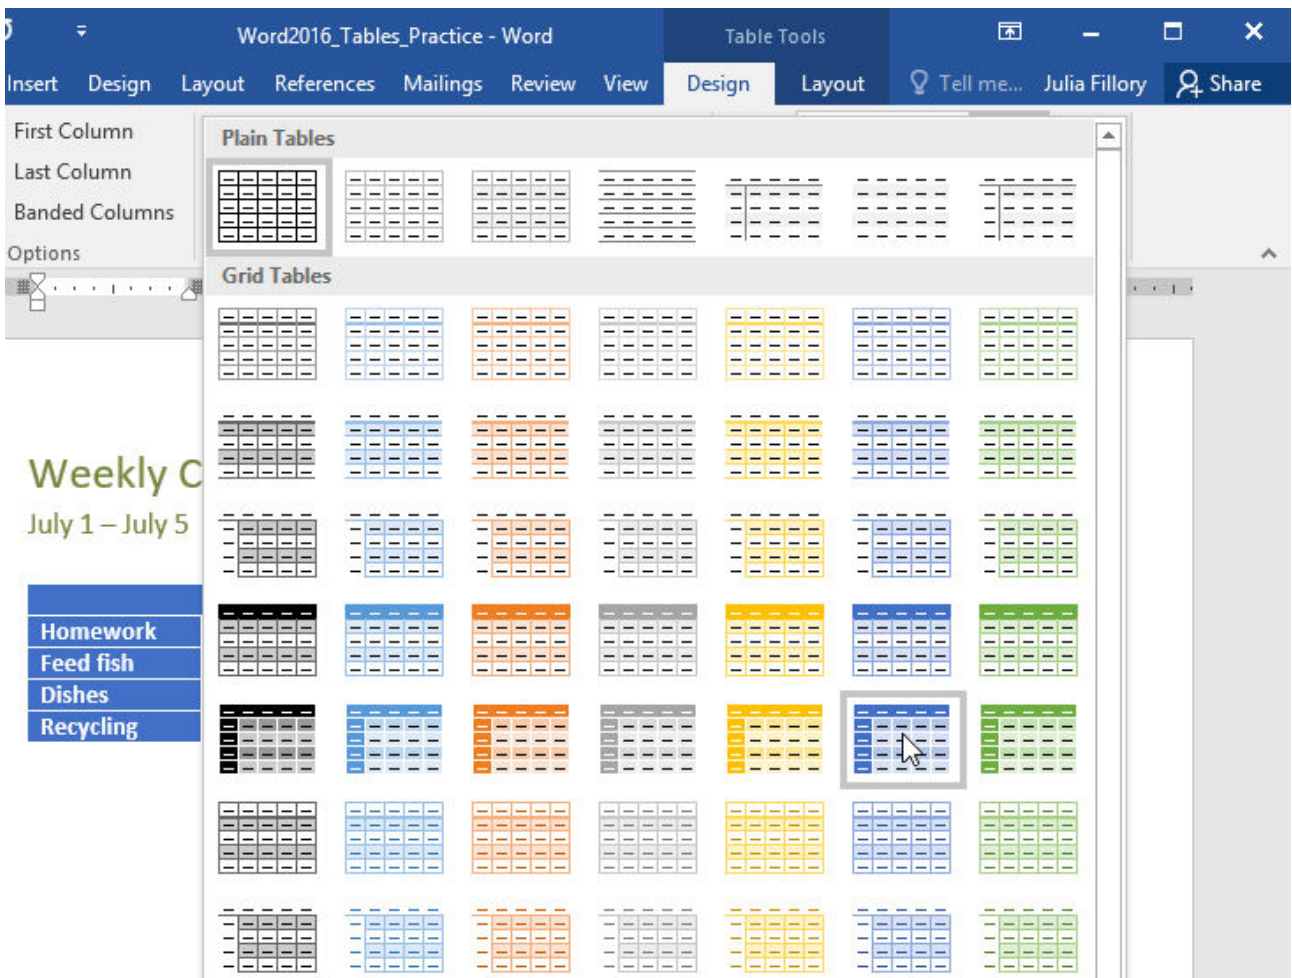 Word2016_Tables_Practice - Word
Table Tools
Insert
Design
Layout
References
Mailings
Review
View
Design
Layout
Tell me...
Julia Fillory
Share
First Column
Last Column
Banded Columns
Options
Plain Tables
Grid Tables
Weekly C
July 1 – July 5
Homework
Feed fish
Dishes
Recycling